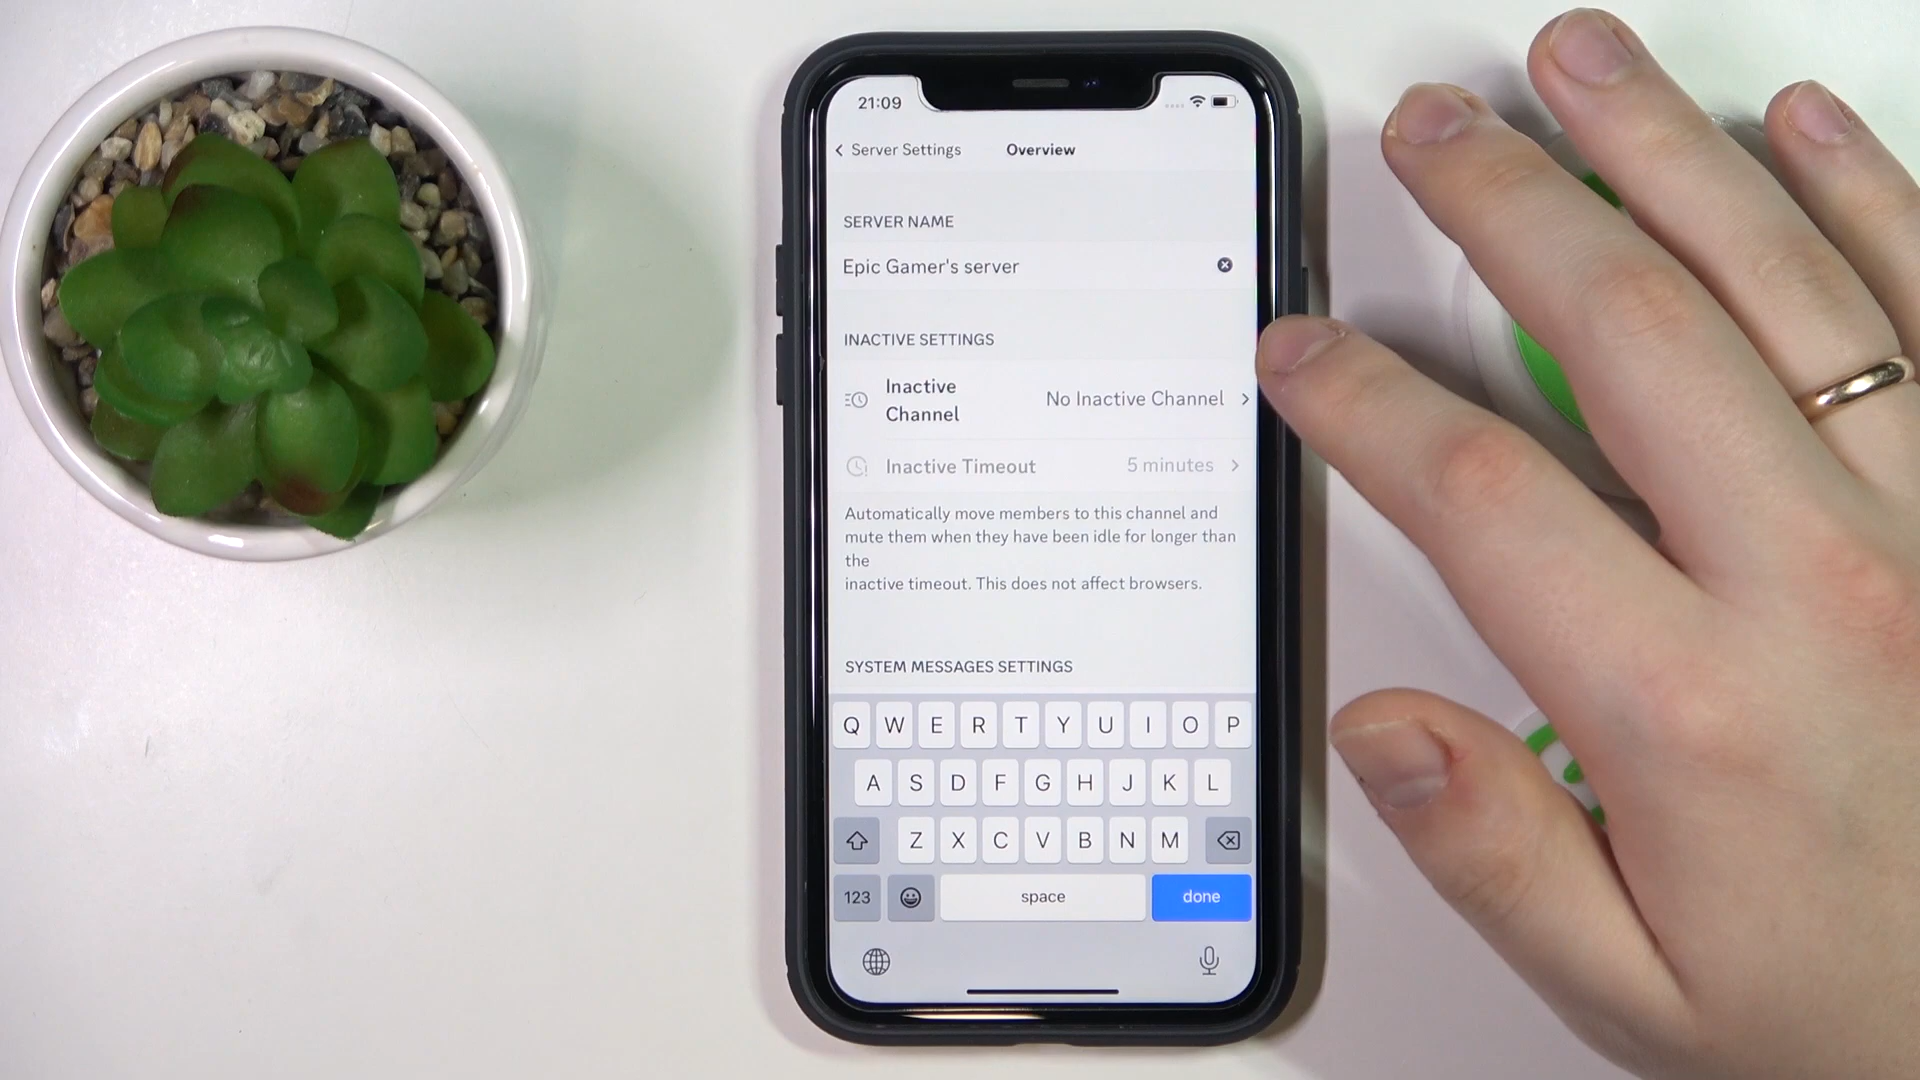 21:09
Server Settings Overview
SERVER NAME
Epic Gamer's server
INACTIVE SETTINGS
Inactive
Channel
No Inactive Channel
Inactive Timeout 5 minutes
Automatically move members to this channel and
mute them when they have been idle for longer than
the
inactive timeout. This does not affect browsers.
SYSTEM MESSAGES SETTINGS
Q W E R T Y U I O P
A S D F G H J K L
Z X C V B N M
123 space done